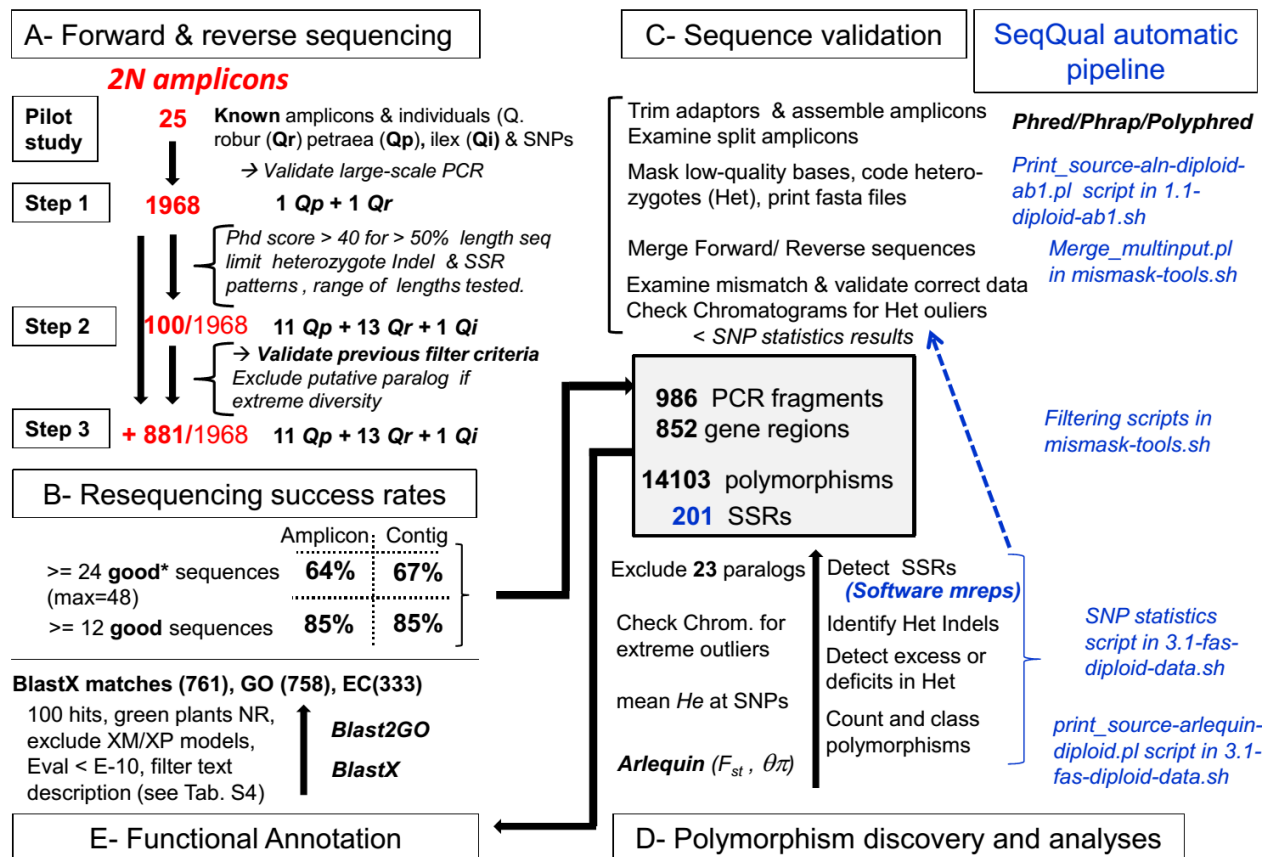 A- Forward & reverse sequencing
2N amplicons
Pilot
study
25
Known amplicons & individuals (Q.
robur (Qr) petraea (Qp), ilex (Qi) & SNPs
→ Validate large-scale PCR
Step 1
1968
1 Qp + 1 Qr
Phd score > 40 for > 50% length seq
limit heterozygote Indel & SSR
patterns , range of lengths tested.
Step 2
100/1968
11 Qp + 13 Qr + 1 Qi
→ Validate previous filter criteria
Exclude putative paralog if
extreme diversity
Step 3
+ 881/1968
11 Qp + 13 Qr + 1 Qi
B- Resequencing success rates
Amplicon Contig
>= 24 good* sequences
(max=48)
64% 67%
>= 12 good sequences
85% 85%
BlastX matches (761), GO (758), EC(333)
100 hits, green plants NR,
exclude XM/XP models,
Eval < E-10, filter text
description (see Tab. S4)
Blast2GO
BlastX
E- Functional Annotation
C- Sequence validation
SeqQual automatic
pipeline
Trim adaptors & assemble amplicons
Examine split amplicons
Phred/Phrap/Polyphred
Mask low-quality bases, code hetero-
zygotes (Het), print fasta files
Print_source-aln-diploid-
ab1.pl script in 1.1-
diploid-ab1.sh
Merge Forward/ Reverse sequences
Merge_multinput.pl
in mismask-tools.sh
Examine mismatch & validate correct data
Check Chromatograms for Het ouliers
< SNP statistics results
986 PCR fragments
852 gene regions
14103 polymorphisms
201 SSRs
Filtering scripts in
mismask-tools.sh
Exclude 23 paralogs
Check Chrom. for
extreme outliers
mean He at SNPs
Arlequin (Fst , θπ)
Detect SSRs
(Software mreps)
Identify Het Indels
Detect excess or
deficits in Het
Count and class
polymorphisms
SNP statistics
script in 3.1-fas-
diploid-data.sh
print_source-arlequin-
diploid.pl script in 3.1-
fas-diploid-data.sh
D- Polymorphism discovery and analyses